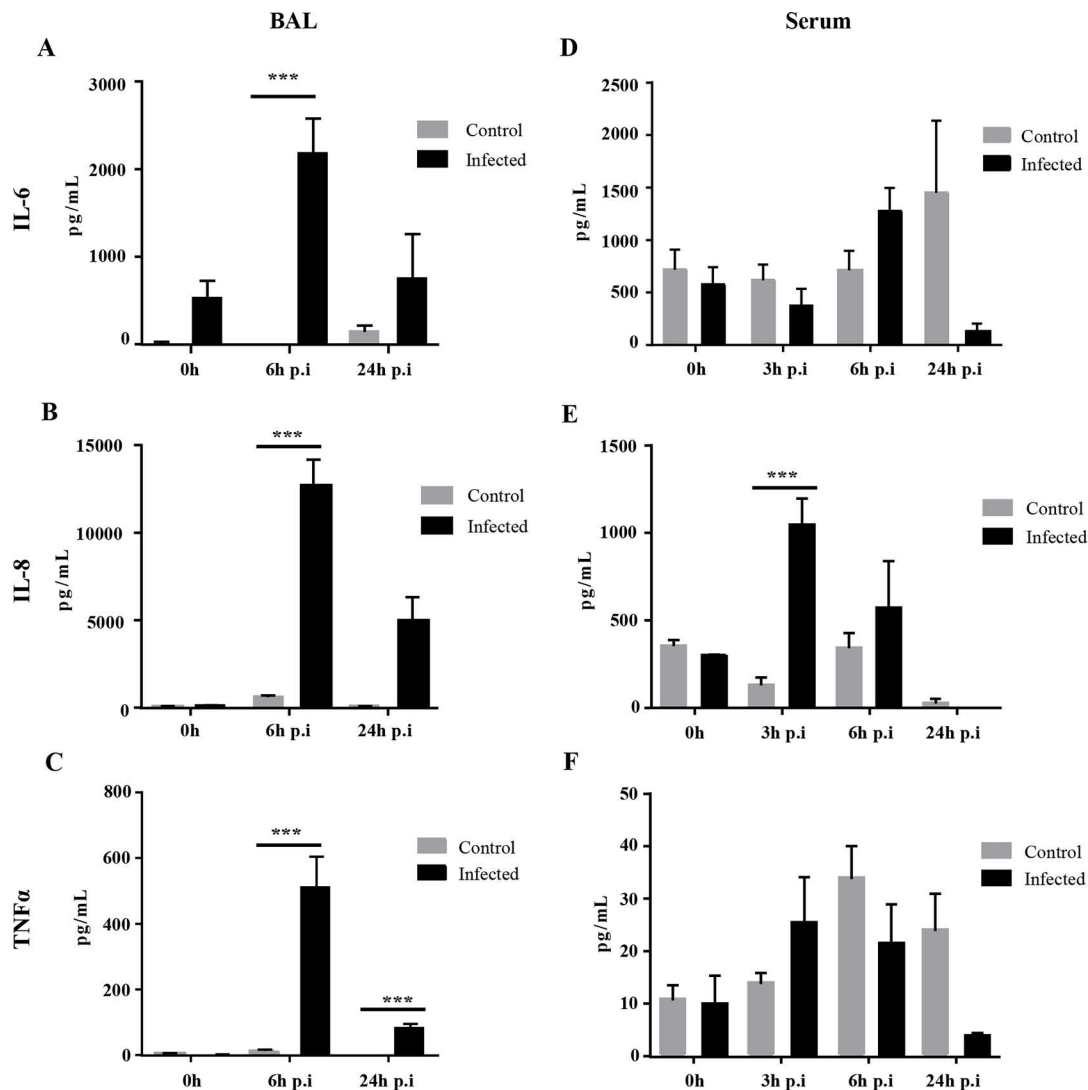 BAL
Serum
A
IL-6
pg/mL
3000
2000
1000
0
***
Control
Infected
0h
6h p.i
24h p.i
D
pg/mL
2500
2000
1500
1000
500
0
Control
Infected
0h
3h p.i
6h p.i
24h p.i
B
IL-8
pg/mL
15000
10000
5000
0
***
Control
Infected
0h
6h p.i
24h p.i
E
pg/mL
1500
1000
500
0
***
Control
Infected
0h
3h p.i
6h p.i
24h p.i
C
TNFα
pg/mL
800
600
400
200
0
***
***
Control
Infected
0h
6h p.i
24h p.i
F
pg/mL
50
40
30
20
10
0
Control
Infected
0h
3h p.i
6h p.i
24h p.i